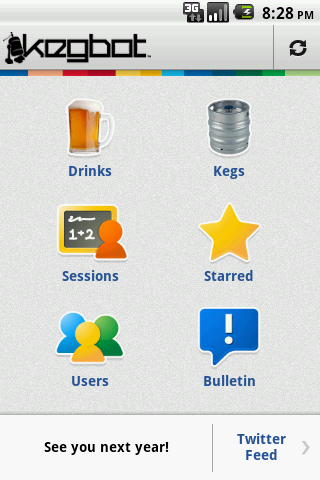 3G 8:28 PM
kegbot™
Drinks Kegs
1+2
Sessions Starred
!
Users Bulletin
See you next year! Twitter
Feed